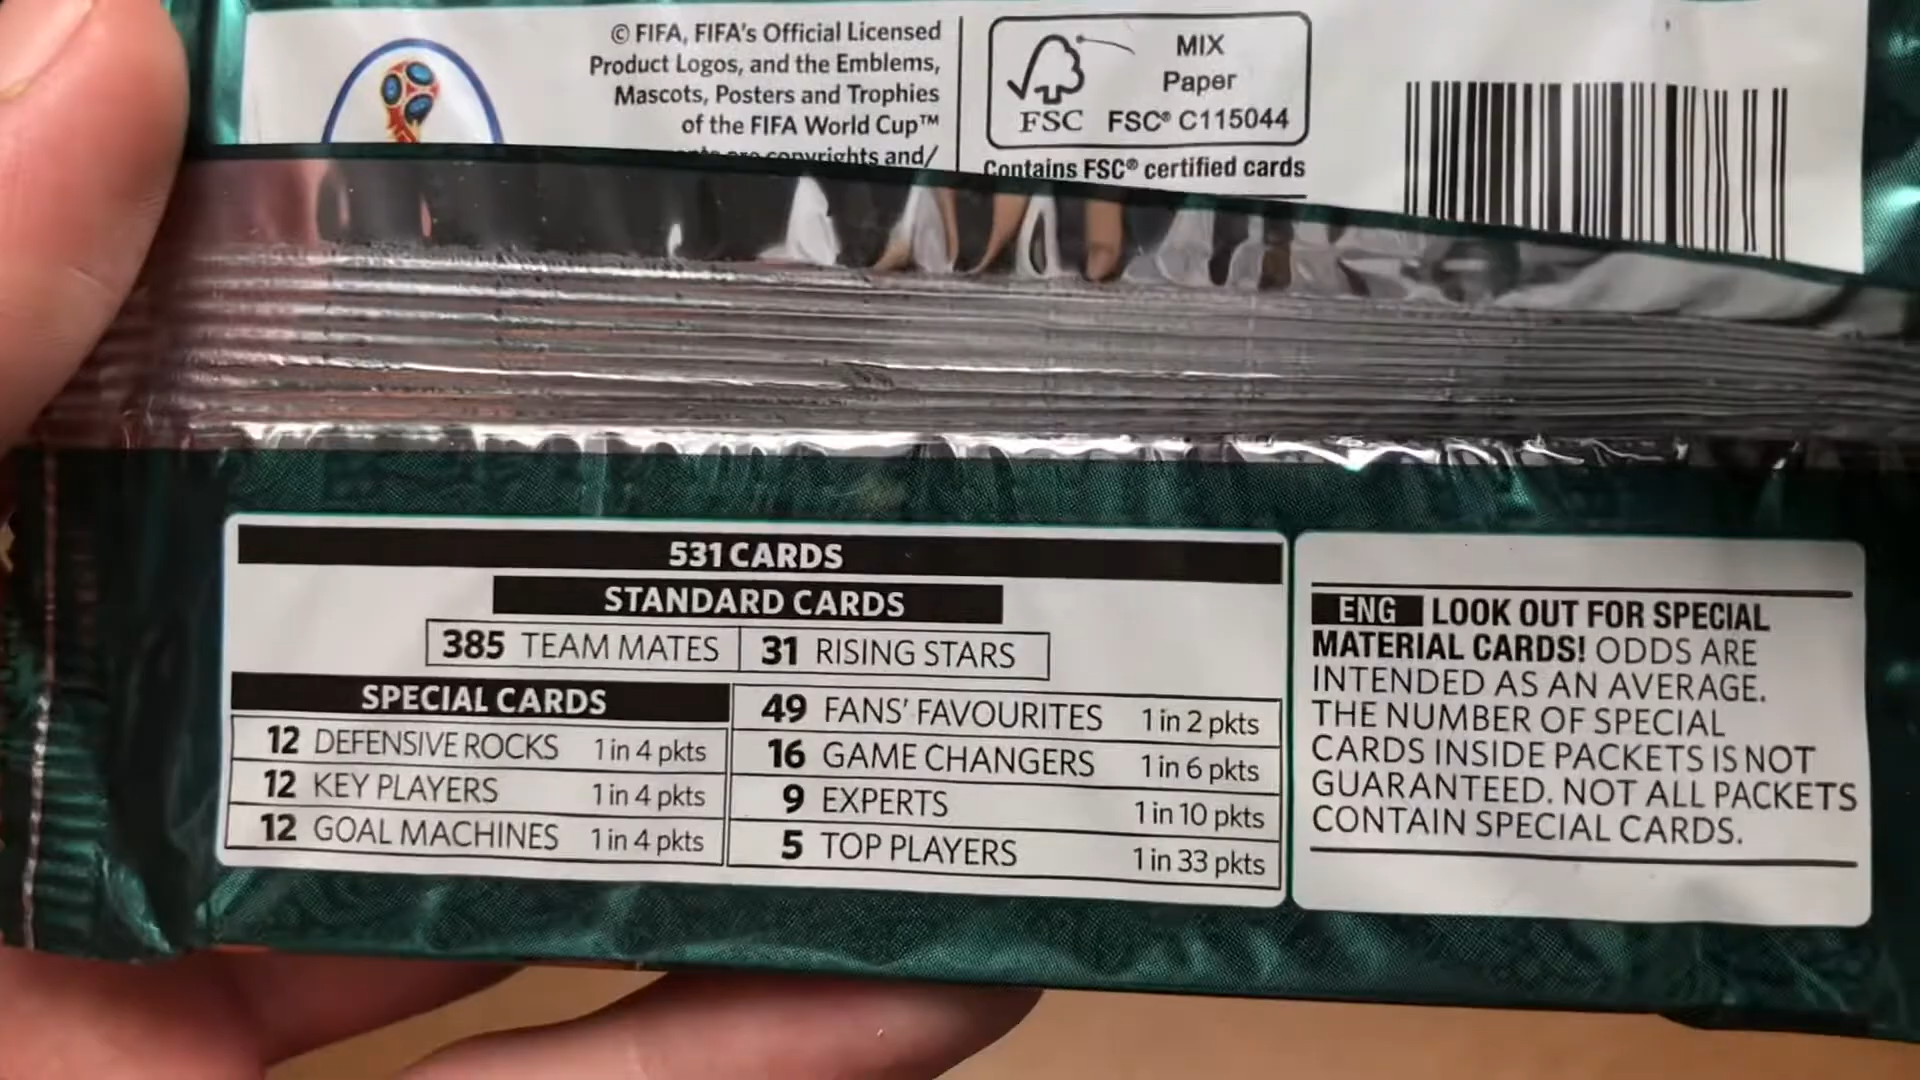 © FIFA, FIFA's Official Licensed
Product Logos, and the Emblems,
Mascots, Posters and Trophies
of the FIFA World Cup™
copyrights and/
MIX
Paper
FSC FSC® C115044
Contains FSC® certified cards
531 CARDS
STANDARD CARDS
385 TEAM MATES 31 RISING STARS
SPECIAL CARDS
12 DEFENSIVE ROCKS 1 in 4 pkts
12 KEY PLAYERS 1 in 4 pkts
12 GOAL MACHINES 1 in 4 pkts
49 FANS' FAVOURITES 1 in 2 pkts
16 GAME CHANGERS 1 in 6 pkts
9 EXPERTS 1 in 10 pkts
5 TOP PLAYERS 1 in 33 pkts
ENG LOOK OUT FOR SPECIAL
MATERIAL CARDS! ODDS ARE
INTENDED AS AN AVERAGE.
THE NUMBER OF SPECIAL
CARDS INSIDE PACKETS IS NOT
GUARANTEED. NOT ALL PACKETS
CONTAIN SPECIAL CARDS.